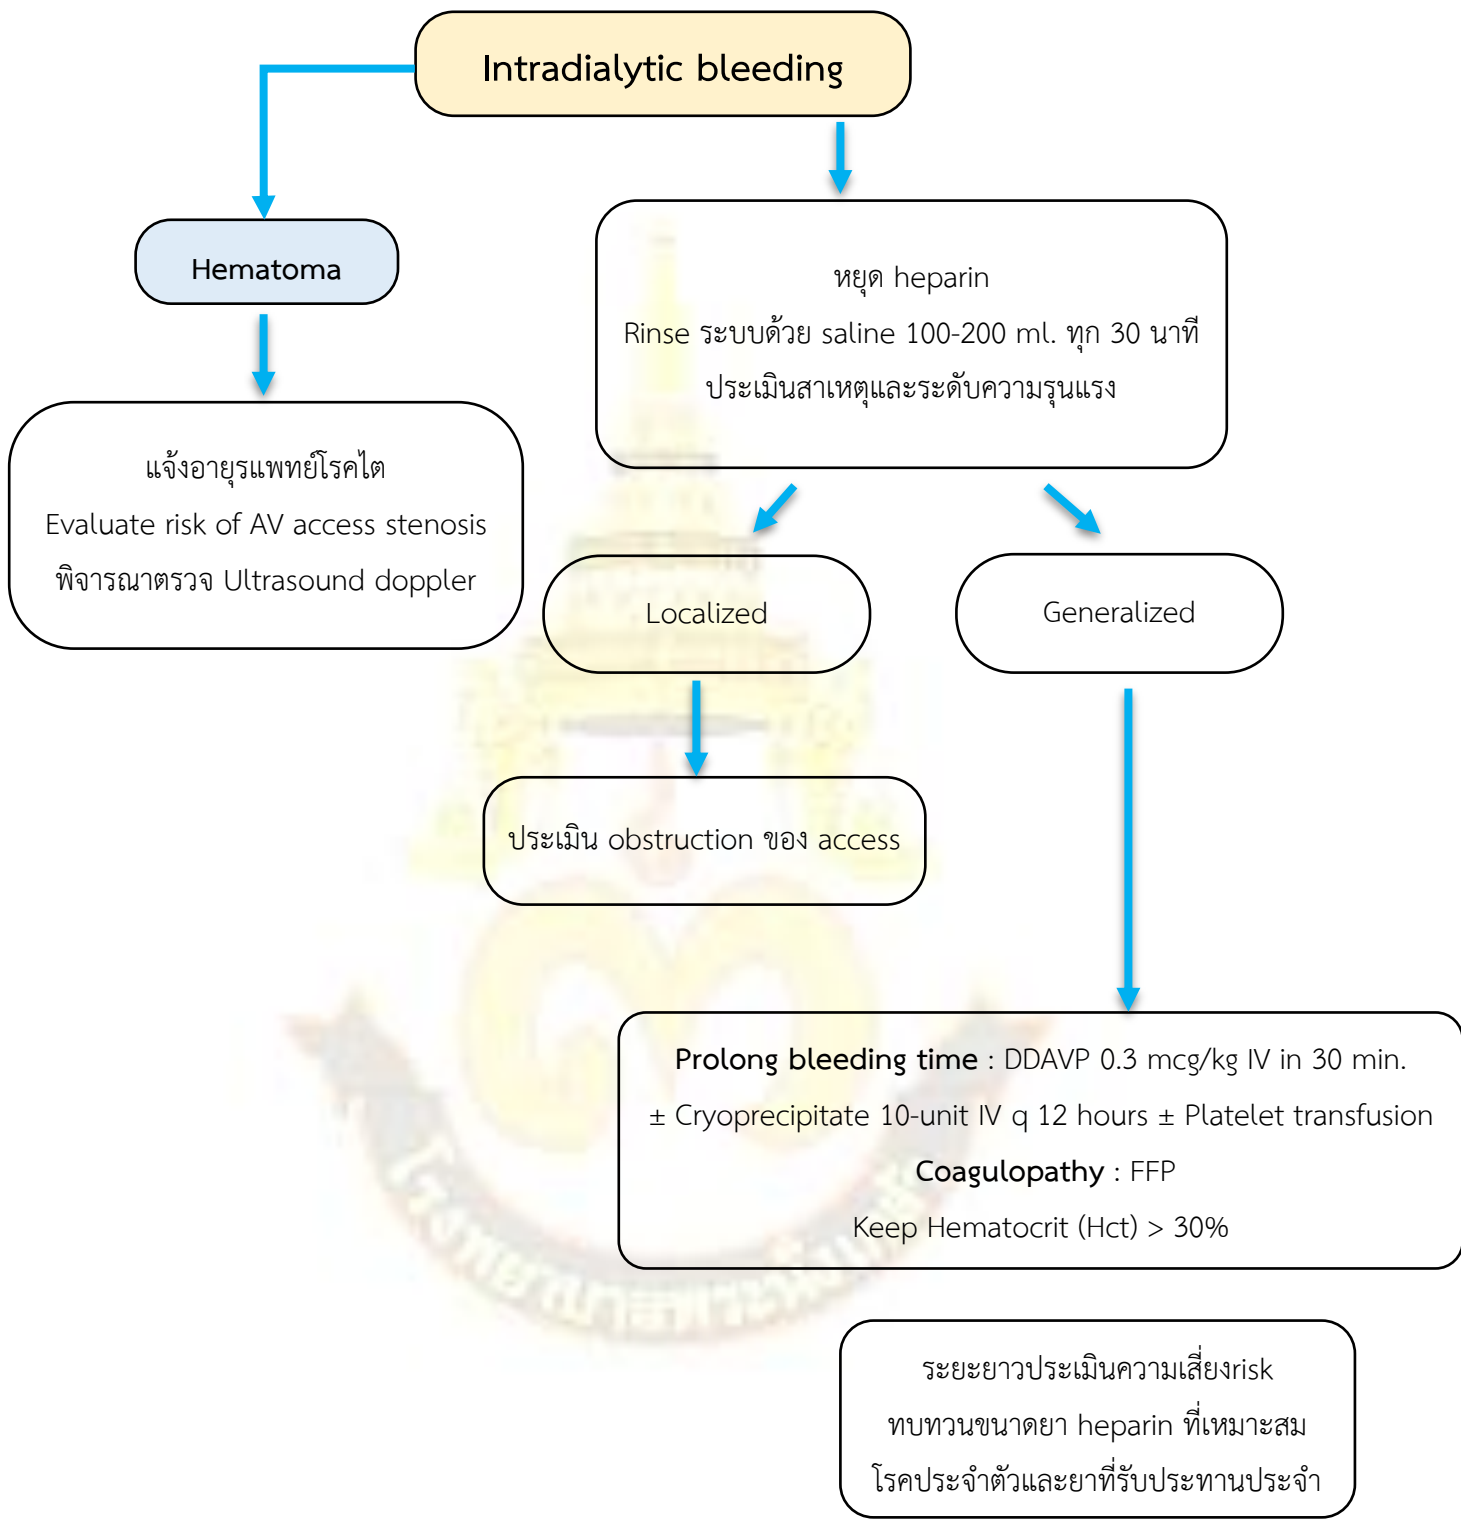 Intradialytic bleeding
Hematoma
แจ้งอายุรแพทย์โรคไต
Evaluate risk of AV access stenosis
พิจารณาตรวจ Ultrasound doppler
หยุด heparin
Rinse ระบบด้วย saline 100-200 ml. ทุก 30 นาที
ประเมินสาเหตุและระดับความรุนแรง
Localized
Generalized
ประเมิน obstruction ของ access
Prolong bleeding time : DDAVP 0.3 mcg/kg IV in 30 min.
± Cryoprecipitate 10-unit IV q 12 hours ± Platelet transfusion
Coagulopathy : FFP
Keep Hematocrit (Hct) > 30%
ระยะยาวประเมินความเสี่ยงrisk
ทบทวนขนาดยา heparin ที่เหมาะสม
โรคประจำตัวและยาที่รับประทานประจำ